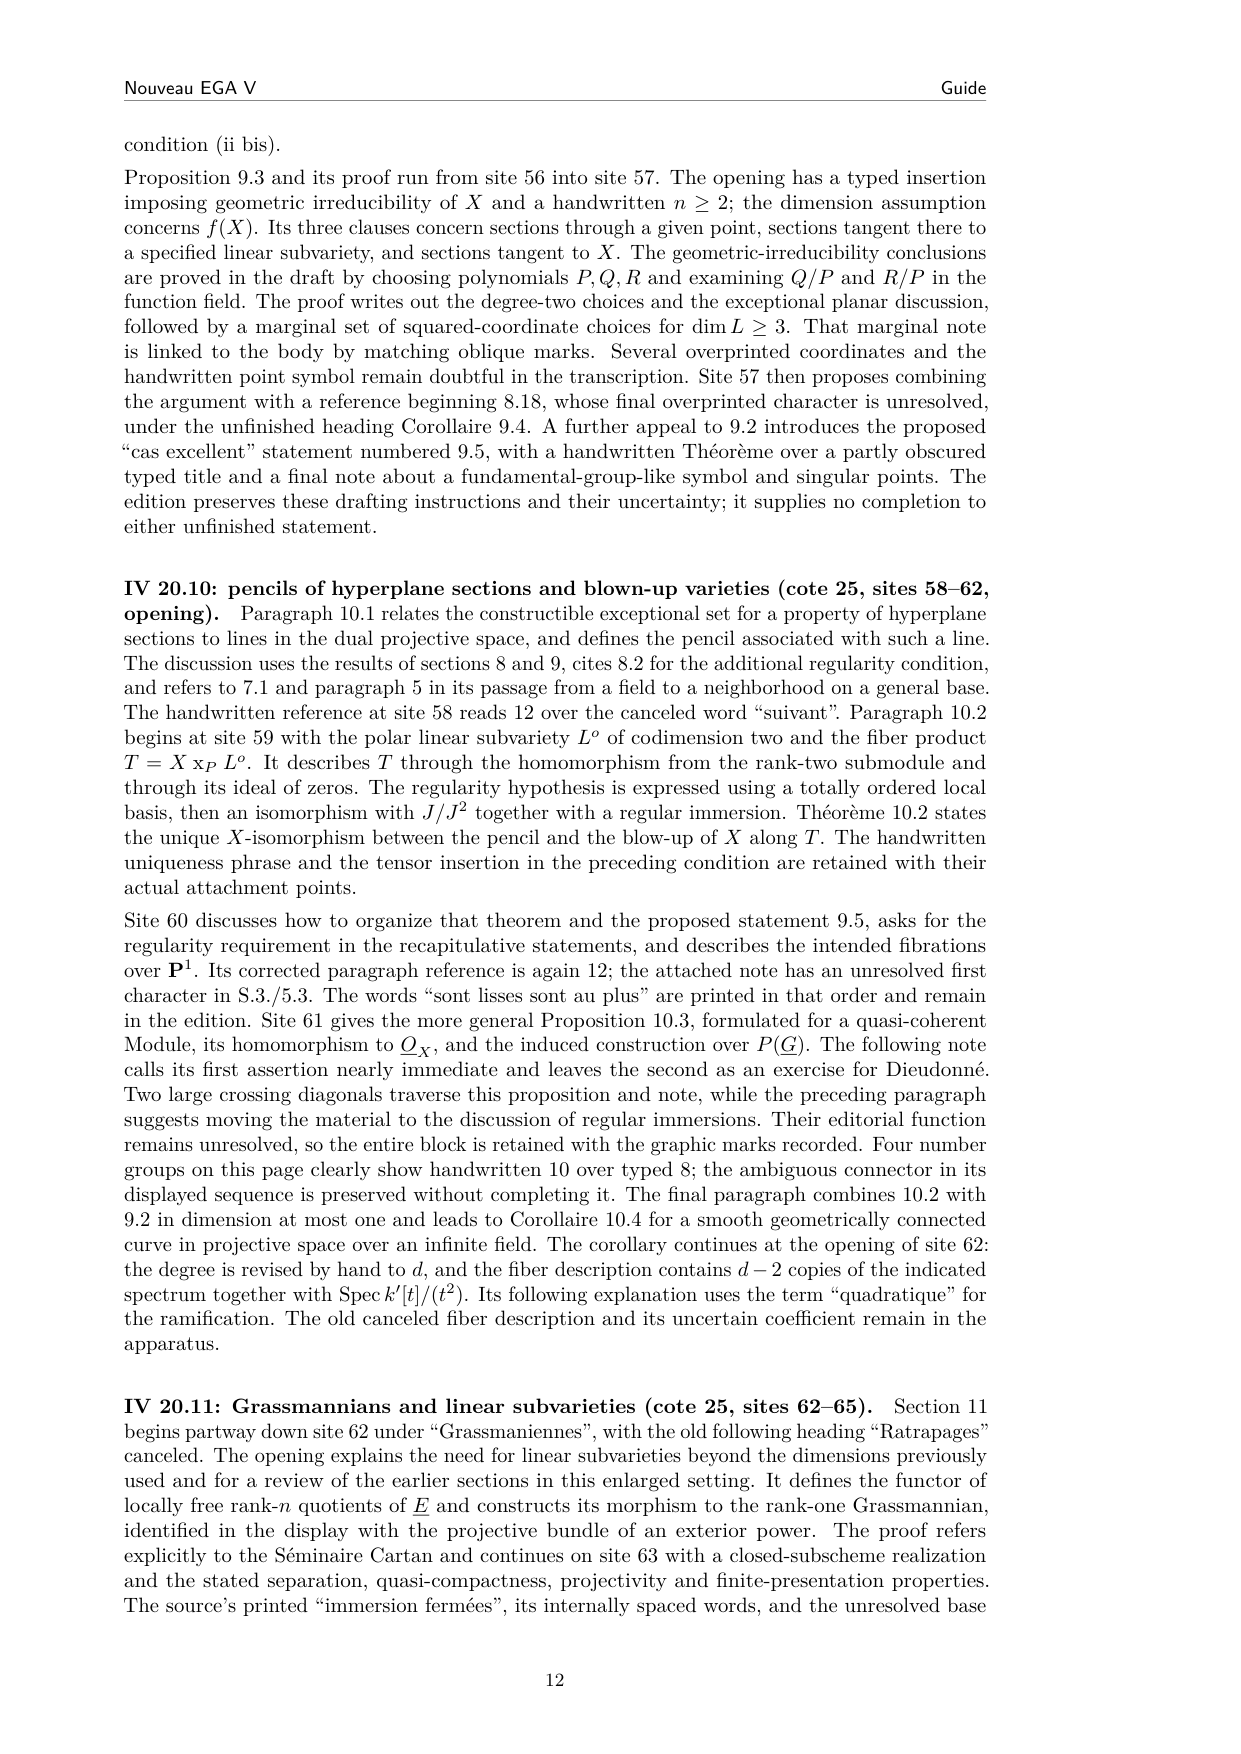 Nouveau EGA V Guide
condition (ii bis).
Proposition 9.3 and its proof run from site 56 into site 57. The opening has a typed insertion
imposing geometric irreducibility of X and a handwritten n ≥ 2; the dimension assumption
concerns f(X). Its three clauses concern sections through a given point, sections tangent there to
a specified linear subvariety, and sections tangent to X. The geometric-irreducibility conclusions
are proved in the draft by choosing polynomials P, Q, R and examining Q/P and R/P in the
function field. The proof writes out the degree-two choices and the exceptional planar discussion,
followed by a marginal set of squared-coordinate choices for dim L ≥ 3. That marginal note
is linked to the body by matching oblique marks. Several overprinted coordinates and the
handwritten point symbol remain doubtful in the transcription. Site 57 then proposes combining
the argument with a reference beginning 8.18, whose final overprinted character is unresolved,
under the unfinished heading Corollaire 9.4. A further appeal to 9.2 introduces the proposed
“cas excellent” statement numbered 9.5, with a handwritten Théorème over a partly obscured
typed title and a final note about a fundamental-group-like symbol and singular points. The
edition preserves these drafting instructions and their uncertainty; it supplies no completion to
either unfinished statement.
IV 20.10: pencils of hyperplane sections and blown-up varieties (cote 25, sites 58–62,
opening). Paragraph 10.1 relates the constructible exceptional set for a property of hyperplane
sections to lines in the dual projective space, and defines the pencil associated with such a line.
The discussion uses the results of sections 8 and 9, cites 8.2 for the additional regularity condition,
and refers to 7.1 and paragraph 5 in its passage from a field to a neighborhood on a general base.
The handwritten reference at site 58 reads 12 over the canceled word “suivant”. Paragraph 10.2
begins at site 59 with the polar linear subvariety Lᵒ of codimension two and the fiber product
T = X x_P Lᵒ. It describes T through the homomorphism from the rank-two submodule and
through its ideal of zeros. The regularity hypothesis is expressed using a totally ordered local
basis, then an isomorphism with J/J² together with a regular immersion. Théorème 10.2 states
the unique X-isomorphism between the pencil and the blow-up of X along T. The handwritten
uniqueness phrase and the tensor insertion in the preceding condition are retained with their
actual attachment points.
Site 60 discusses how to organize that theorem and the proposed statement 9.5, asks for the
regularity requirement in the recapitulative statements, and describes the intended fibrations
over P¹. Its corrected paragraph reference is again 12; the attached note has an unresolved first
character in S.3./5.3. The words “sont lisses sont au plus” are printed in that order and remain
in the edition. Site 61 gives the more general Proposition 10.3, formulated for a quasi-coherent
Module, its homomorphism to O_X, and the induced construction over P(G). The following note
calls its first assertion nearly immediate and leaves the second as an exercise for Dieudonné.
Two large crossing diagonals traverse this proposition and note, while the preceding paragraph
suggests moving the material to the discussion of regular immersions. Their editorial function
remains unresolved, so the entire block is retained with the graphic marks recorded. Four number
groups on this page clearly show handwritten 10 over typed 8; the ambiguous connector in its
displayed sequence is preserved without completing it. The final paragraph combines 10.2 with
9.2 in dimension at most one and leads to Corollaire 10.4 for a smooth geometrically connected
curve in projective space over an infinite field. The corollary continues at the opening of site 62:
the degree is revised by hand to d, and the fiber description contains d − 2 copies of the indicated
spectrum together with Spec k′[t]/(t²). Its following explanation uses the term “quadratique” for
the ramification. The old canceled fiber description and its uncertain coefficient remain in the
apparatus.
IV 20.11: Grassmannians and linear subvarieties (cote 25, sites 62–65). Section 11
begins partway down site 62 under “Grassmaniennes”, with the old following heading “Ratrapages”
canceled. The opening explains the need for linear subvarieties beyond the dimensions previously
used and for a review of the earlier sections in this enlarged setting. It defines the functor of
locally free rank-n quotients of E and constructs its morphism to the rank-one Grassmannian,
identified in the display with the projective bundle of an exterior power. The proof refers
explicitly to the Séminaire Cartan and continues on site 63 with a closed-subscheme realization
and the stated separation, quasi-compactness, projectivity and finite-presentation properties.
The source’s printed “immersion fermées”, its internally spaced words, and the unresolved base
12